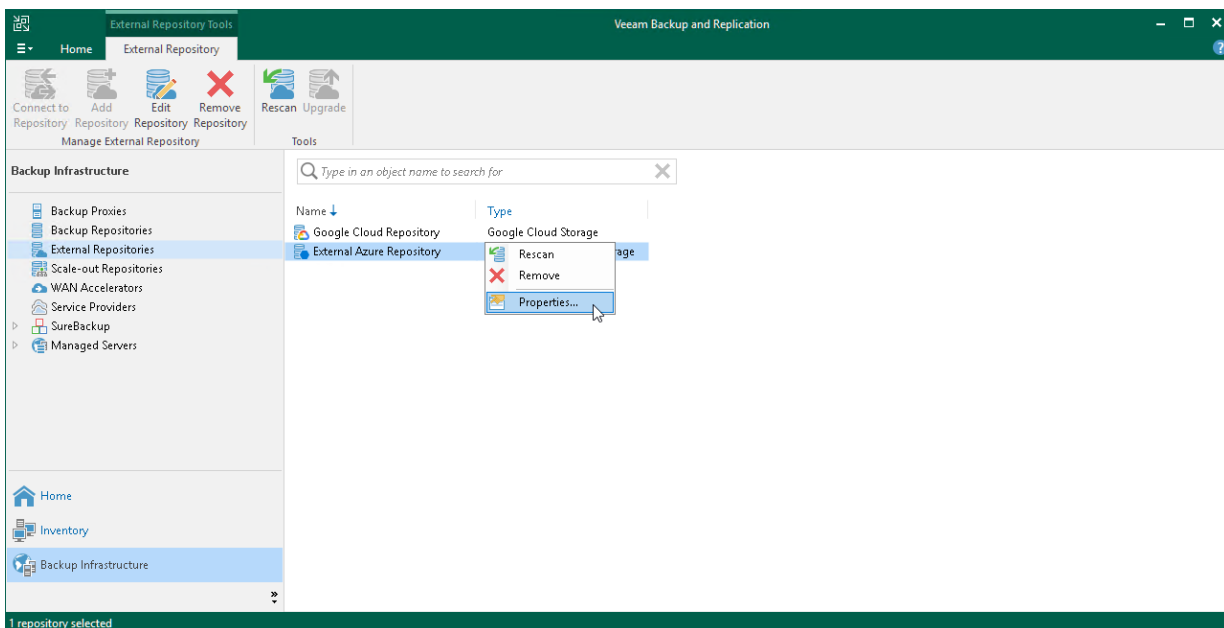 External Repository Tools
Veeam Backup and Replication
Home
External Repository
?
Connect to Repository
Add Repository
Edit Repository
Remove Repository
Rescan
Upgrade
Manage External Repository
Tools
Backup Infrastructure
Type in an object name to search for
Backup Proxies
Backup Repositories
External Repositories
Scale-out Repositories
WAN Accelerators
Service Providers
SureBackup
Managed Servers
Name
Type
Google Cloud Repository
Google Cloud Storage
External Azure Repository
age
Rescan
Remove
Properties...
Home
Inventory
Backup Infrastructure
1 repository selected